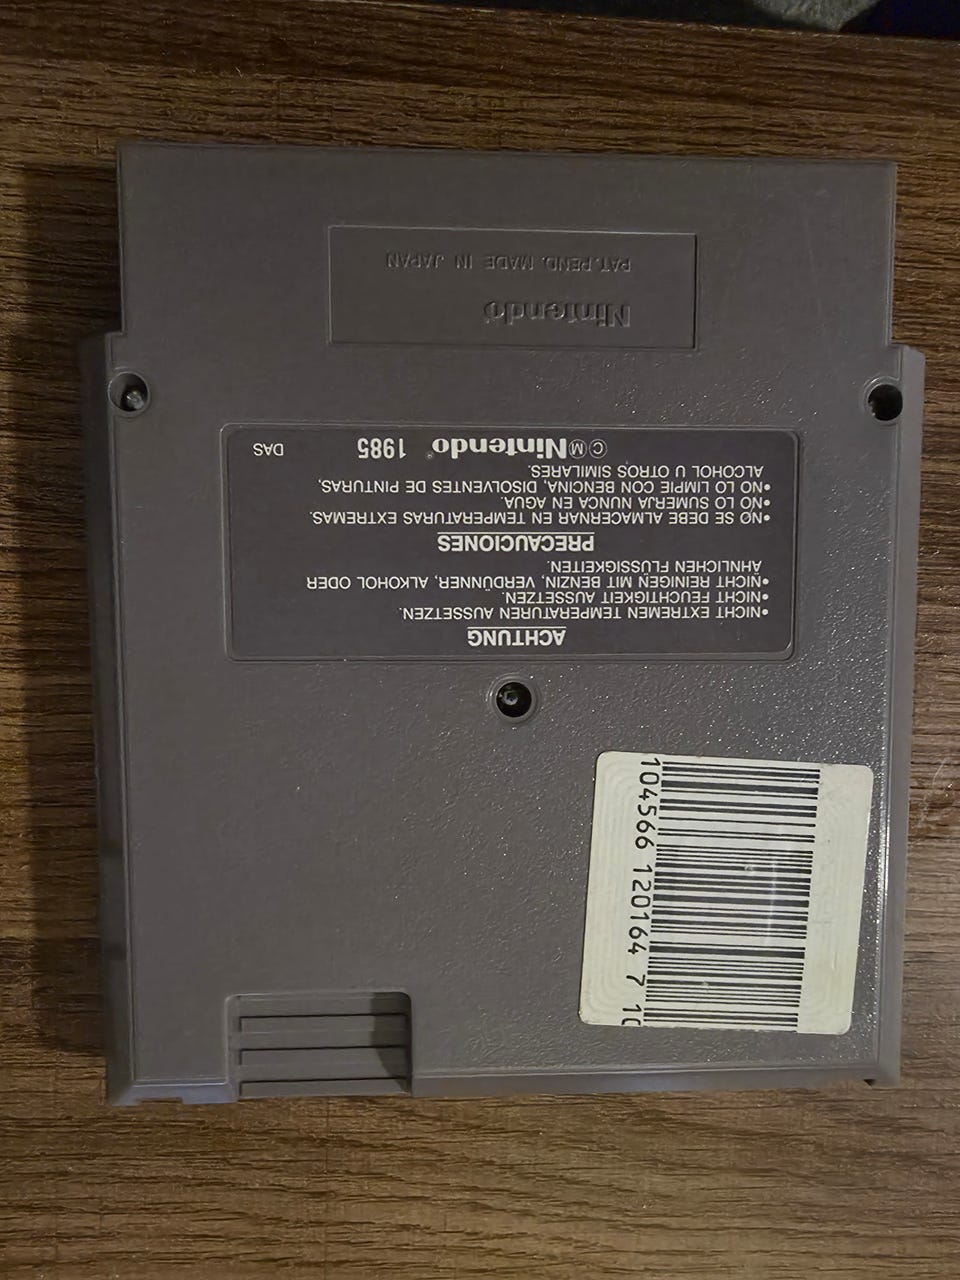 ACHTUNG
•NICHT EXTREMEN TEMPERATUREN AUSSETZEN.
•NICHT FEUCHTIGKEIT AUSSETZEN.
•NICHT REINIGEN MIT BENZIN, VERDÜNNER, ALKOHOL ODER
ÄHNLICHEN FLÜSSIGKEITEN.
PRECAUCIONES
•NO SE DEBE ALMACERNAR EN TEMPERATURAS EXTREMAS.
•NO LO SUMERJA NUNCA EN AGUA.
•NO LO LIMPIE CON BENCINA, DISOLVENTES DE PINTURAS,
ALCOHOL U OTROS SIMILARES.
©Ⓜ Nintendo® 1985 DAS
Nintendo®
PAT. PEND. MADE IN JAPAN
104566 120164 7 10